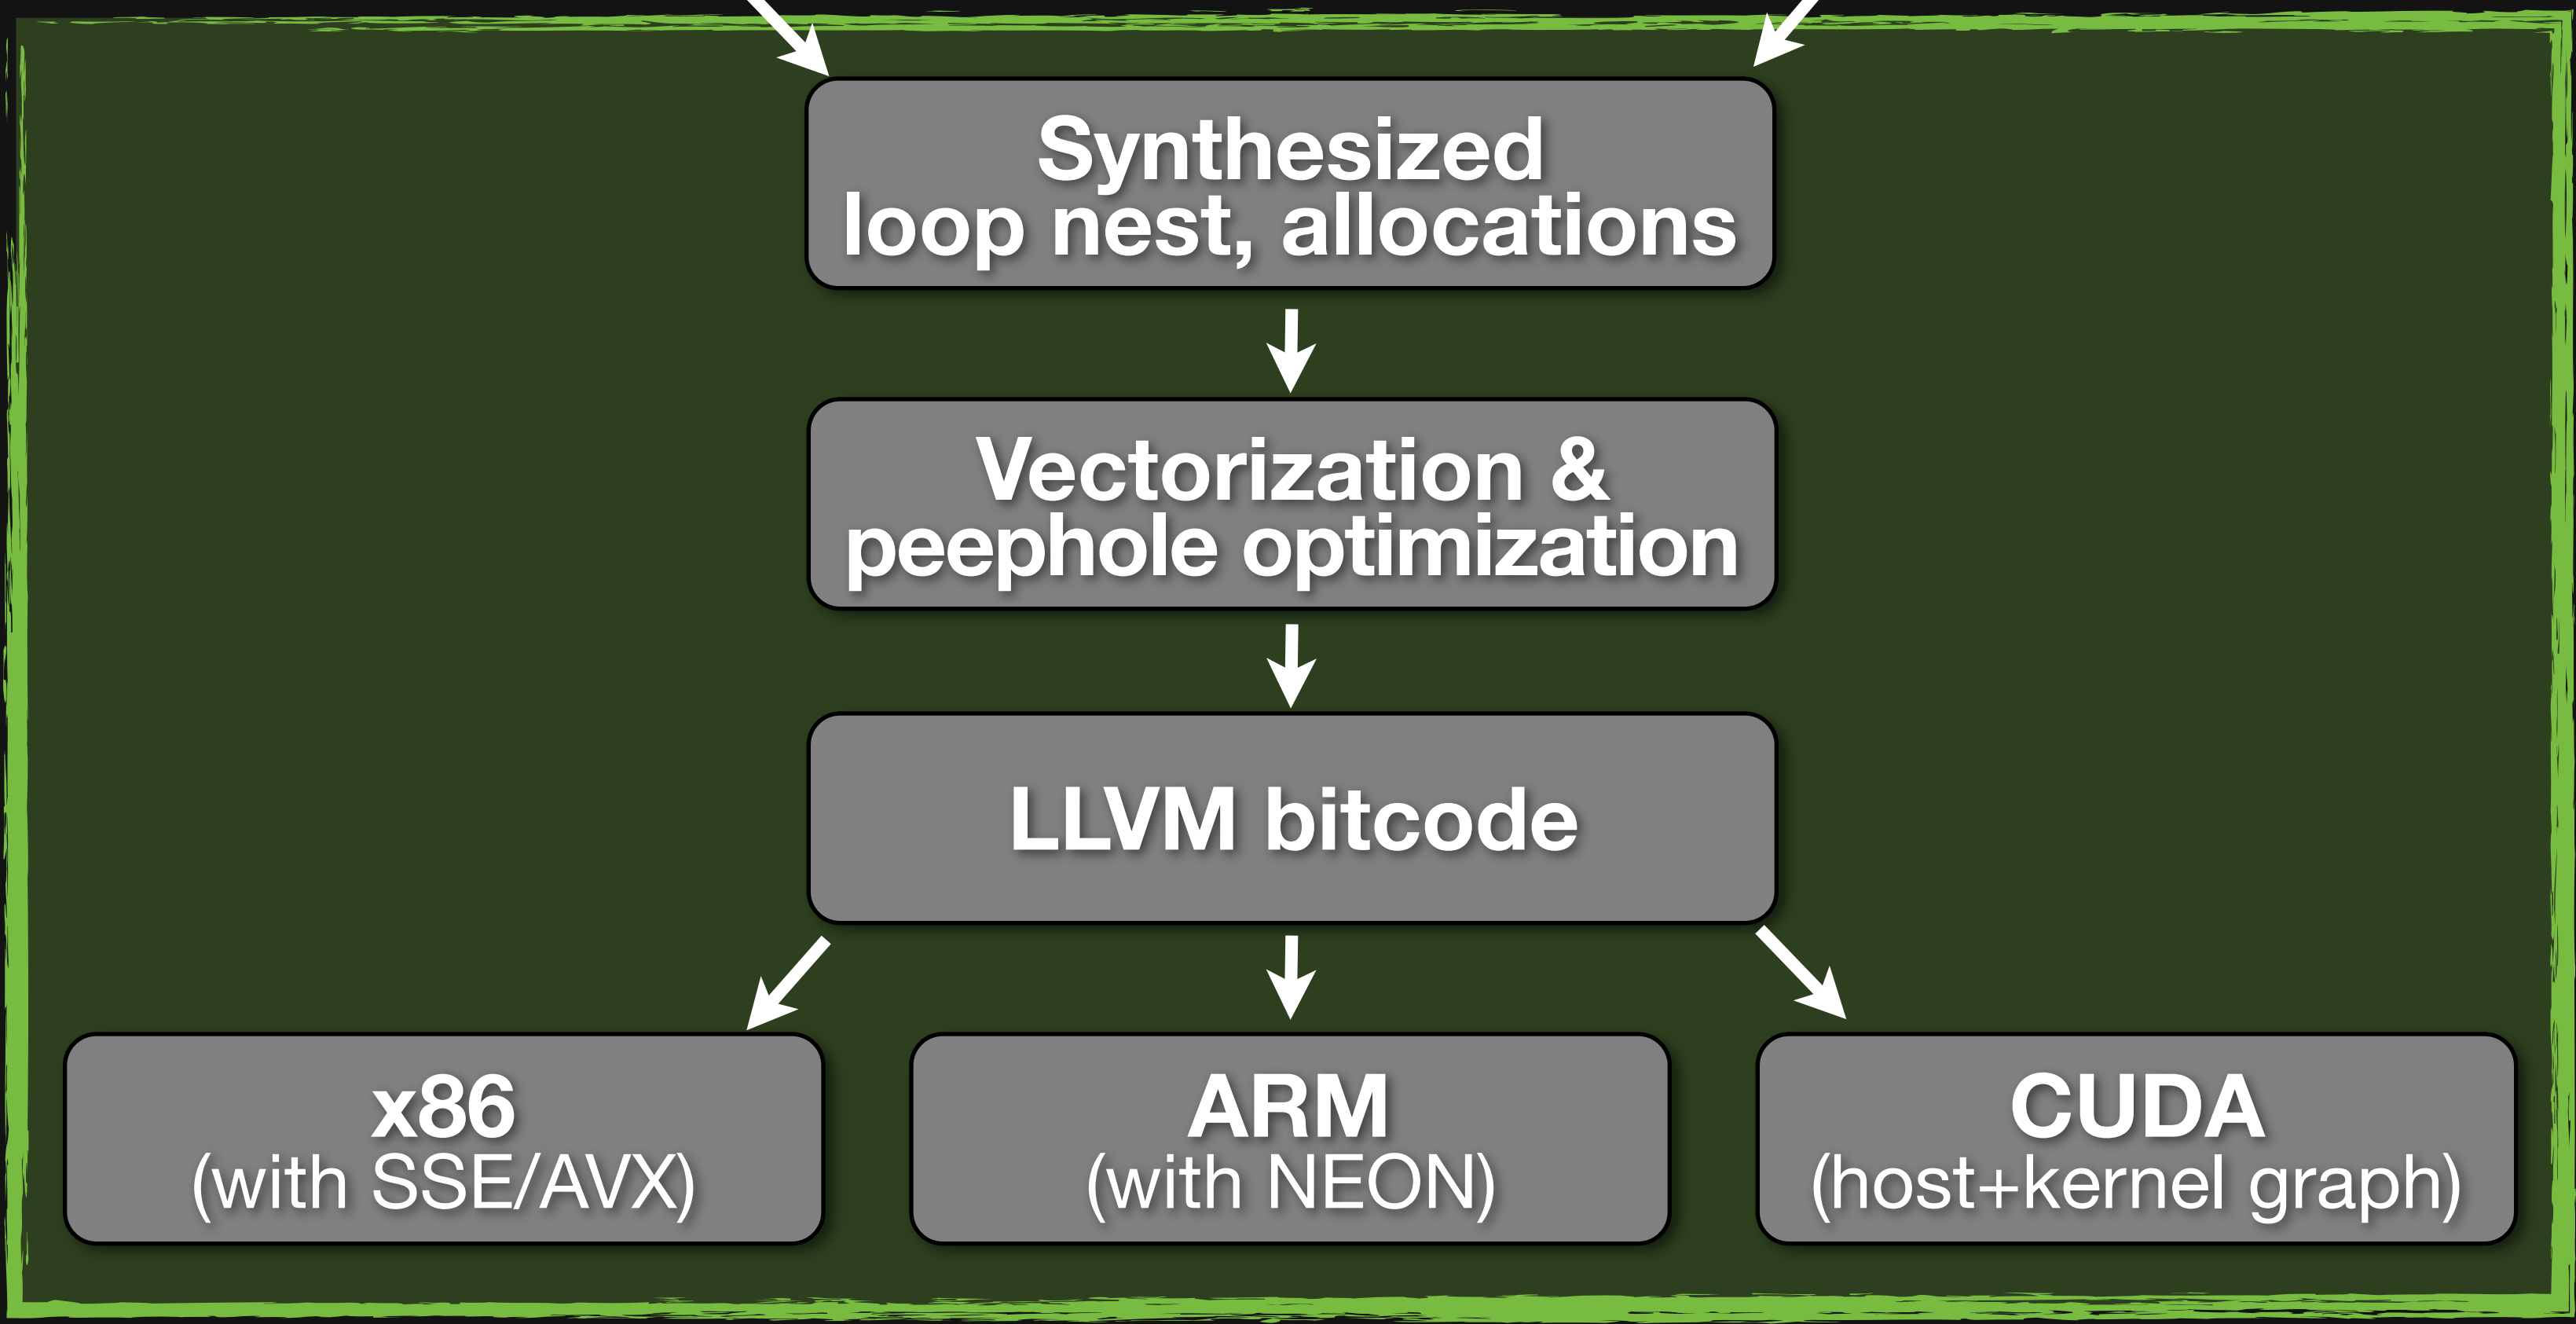 Synthesized
loop nest, allocations
Vectorization &
peephole optimization
LLVM bitcode
x86
(with SSE/AVX)
ARM
(with NEON)
CUDA
(host+kernel graph)